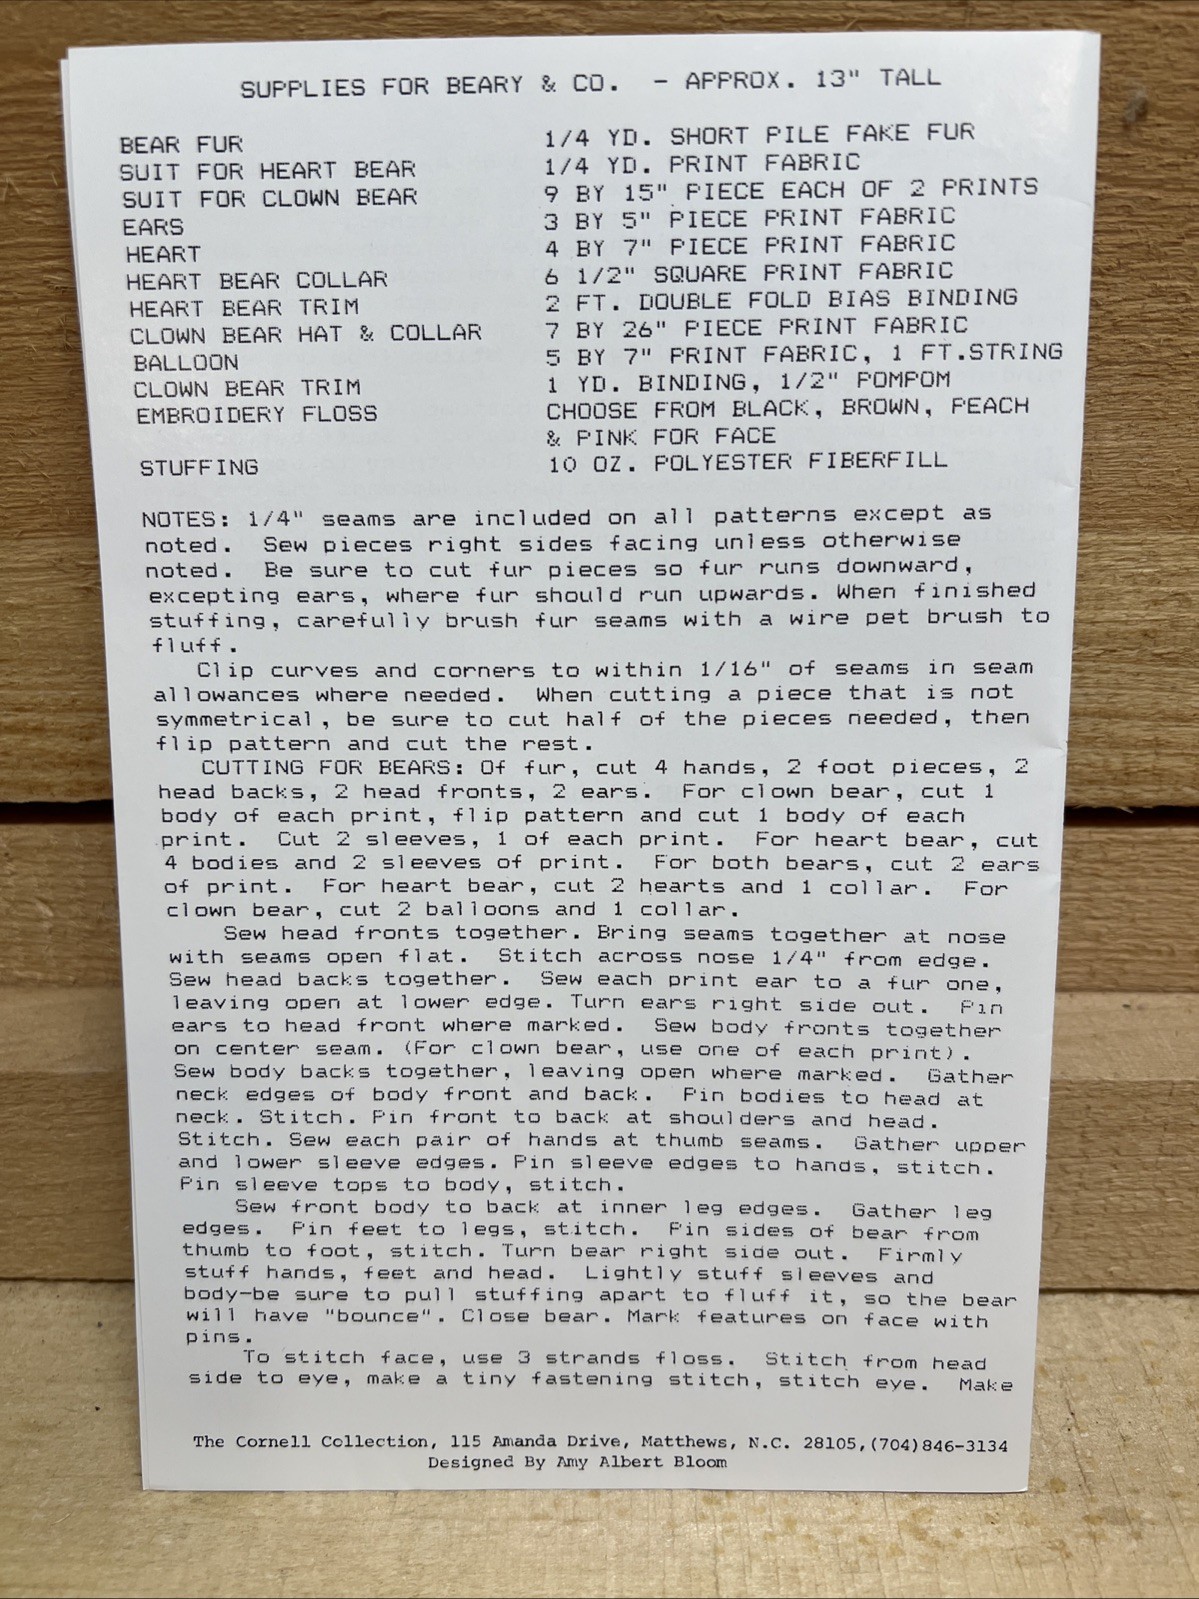 SUPPLIES FOR BEARY & CO. - APPROX. 13" TALL
BEAR FUR 1/4 YD. SHORT PILE FAKE FUR
SUIT FOR HEART BEAR 1/4 YD. PRINT FABRIC
SUIT FOR CLOWN BEAR 9 BY 15" PIECE EACH OF 2 PRINTS
EARS 3 BY 5" PIECE PRINT FABRIC
HEART 4 BY 7" PIECE PRINT FABRIC
HEART BEAR COLLAR 6 1/2" SQUARE PRINT FABRIC
HEART BEAR TRIM 2 FT. DOUBLE FOLD BIAS BINDING
CLOWN BEAR HAT & COLLAR 7 BY 26" PIECE PRINT FABRIC
BALLOON 5 BY 7" PRINT FABRIC, 1 FT.STRING
CLOWN BEAR TRIM 1 YD. BINDING, 1/2" POMPOM
EMBROIDERY FLOSS CHOOSE FROM BLACK, BROWN, PEACH
& PINK FOR FACE
STUFFING 10 OZ. POLYESTER FIBERFILL
NOTES: 1/4" seams are included on all patterns except as
noted. Sew pieces right sides facing unless otherwise
noted. Be sure to cut fur pieces so fur runs downward,
excepting ears, where fur should run upwards. When finished
stuffing, carefully brush fur seams with a wire pet brush to
fluff.
Clip curves and corners to within 1/16" of seams in seam
allowances where needed. When cutting a piece that is not
symmetrical, be sure to cut half of the pieces needed, then
flip pattern and cut the rest.
CUTTING FOR BEARS: Of fur, cut 4 hands, 2 foot pieces, 2
head backs, 2 head fronts, 2 ears. For clown bear, cut 1
body of each print, flip pattern and cut 1 body of each
print. Cut 2 sleeves, 1 of each print. For heart bear, cut
4 bodies and 2 sleeves of print. For both bears, cut 2 ears
of print. For heart bear, cut 2 hearts and 1 collar. For
clown bear, cut 2 balloons and 1 collar.
Sew head fronts together. Bring seams together at nose
with seams open flat. Stitch across nose 1/4" from edge.
Sew head backs together. Sew each print ear to a fur one,
leaving open at lower edge. Turn ears right side out. Pin
ears to head front where marked. Sew body fronts together
on center seam. (For clown bear, use one of each print).
Sew body backs together, leaving open where marked. Gather
neck edges of body front and back. Pin bodies to head at
neck. Stitch. Pin front to back at shoulders and head.
Stitch. Sew each pair of hands at thumb seams. Gather upper
and lower sleeve edges. Pin sleeve edges to hands, stitch.
Pin sleeve tops to body, stitch.
Sew front body to back at inner leg edges. Gather leg
edges. Pin feet to legs, stitch. Pin sides of bear from
thumb to foot, stitch. Turn bear right side out. Firmly
stuff hands, feet and head. Lightly stuff sleeves and
body-be sure to pull stuffing apart to fluff it, so the bear
will have "bounce". Close bear. Mark features on face with
pins.
To stitch face, use 3 strands floss. Stitch from head
side to eye, make a tiny fastening stitch, stitch eye. Make
The Cornell Collection, 115 Amanda Drive, Matthews, N.C. 28105,(704)846-3134
Designed By Amy Albert Bloom